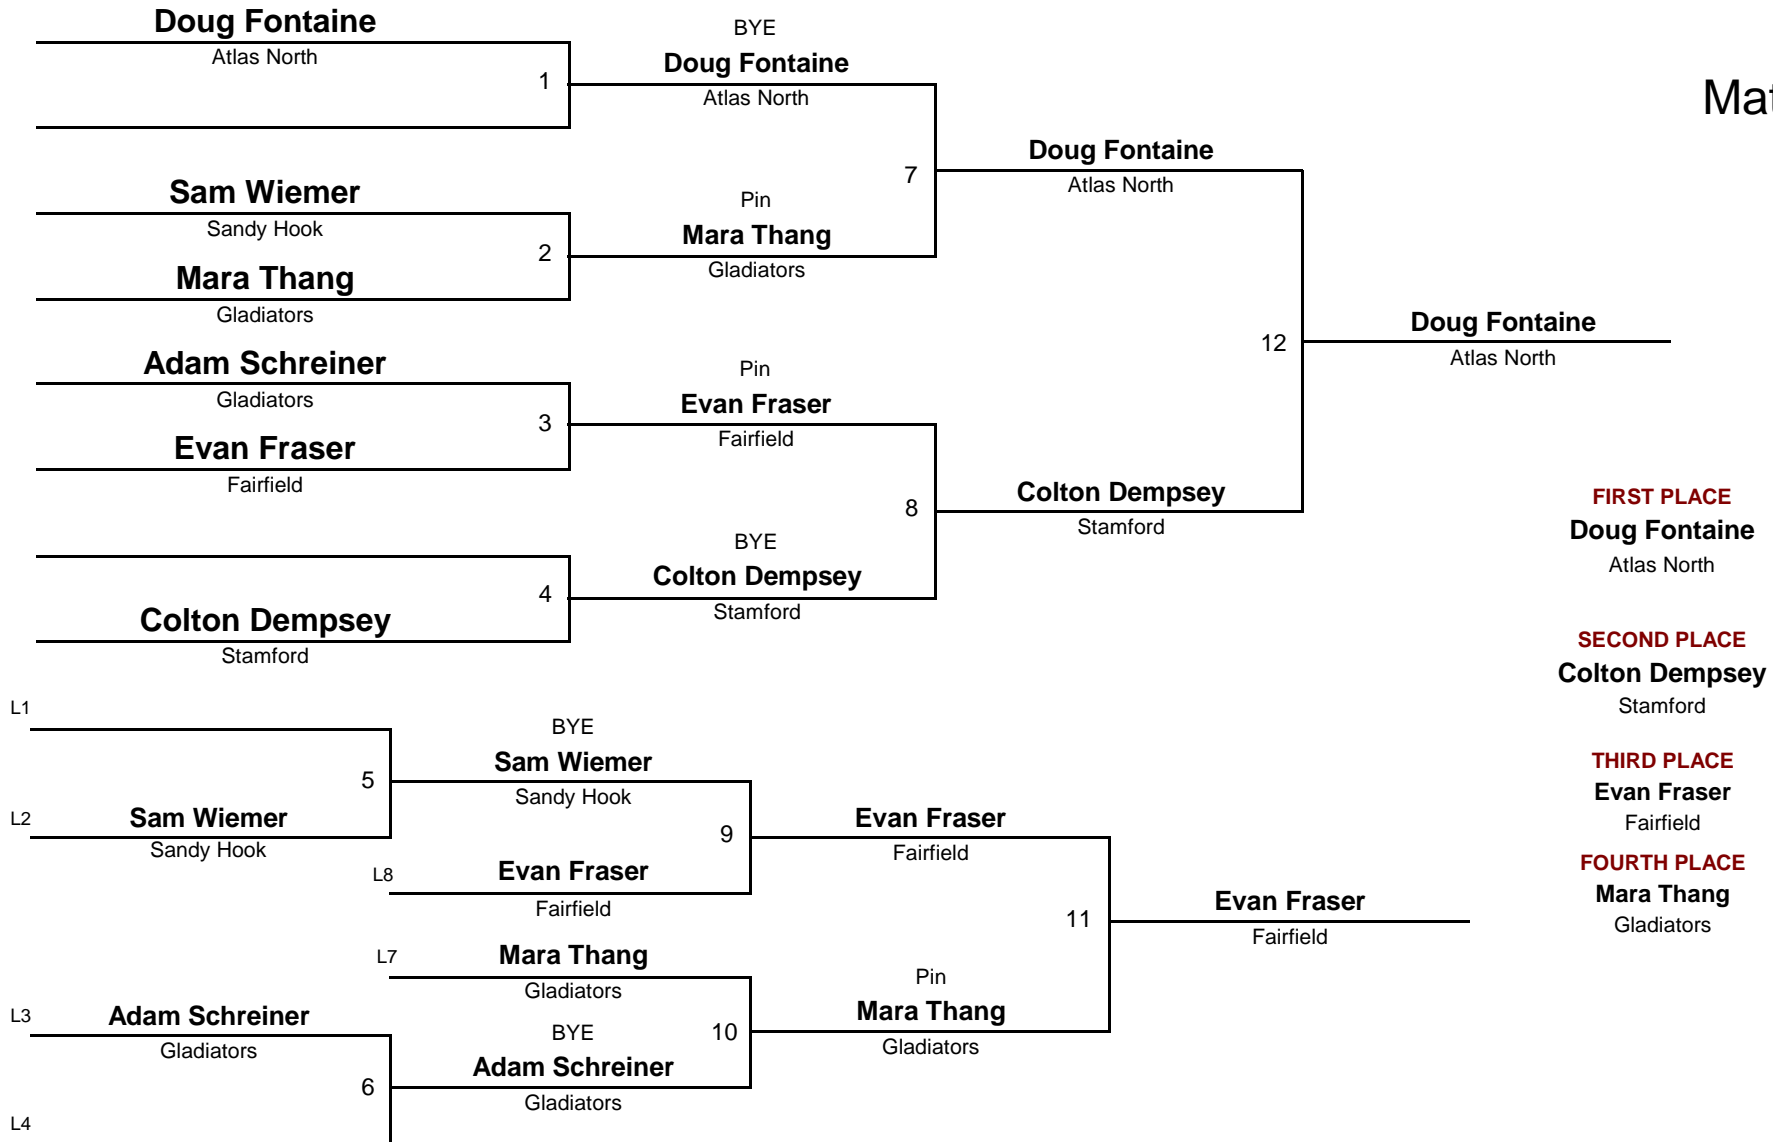 Doug Fontaine
Atlas North
1
BYE
Doug Fontaine
Atlas North
Sam Wiemer
Sandy Hook
2
Mara Thang
Gladiators
Pin
Mara Thang
Gladiators
7
Doug Fontaine
Atlas North
Adam Schreiner
Gladiators
3
Evan Fraser
Fairfield
Pin
Evan Fraser
Fairfield
8
4
Colton Dempsey
Stamford
BYE
Colton Dempsey
Stamford
Colton Dempsey
Stamford
12
Doug Fontaine
Atlas North
Mat
FIRST PLACE
Doug Fontaine
Atlas North
SECOND PLACE
Colton Dempsey
Stamford
THIRD PLACE
Evan Fraser
Fairfield
FOURTH PLACE
Mara Thang
Gladiators
L1
5
L2
Sam Wiemer
Sandy Hook
BYE
Sam Wiemer
Sandy Hook
9
L8
Evan Fraser
Fairfield
Evan Fraser
Fairfield
L7
Mara Thang
Gladiators
L3
Adam Schreiner
Gladiators
6
L4
BYE
Adam Schreiner
Gladiators
10
Pin
Mara Thang
Gladiators
11
Evan Fraser
Fairfield